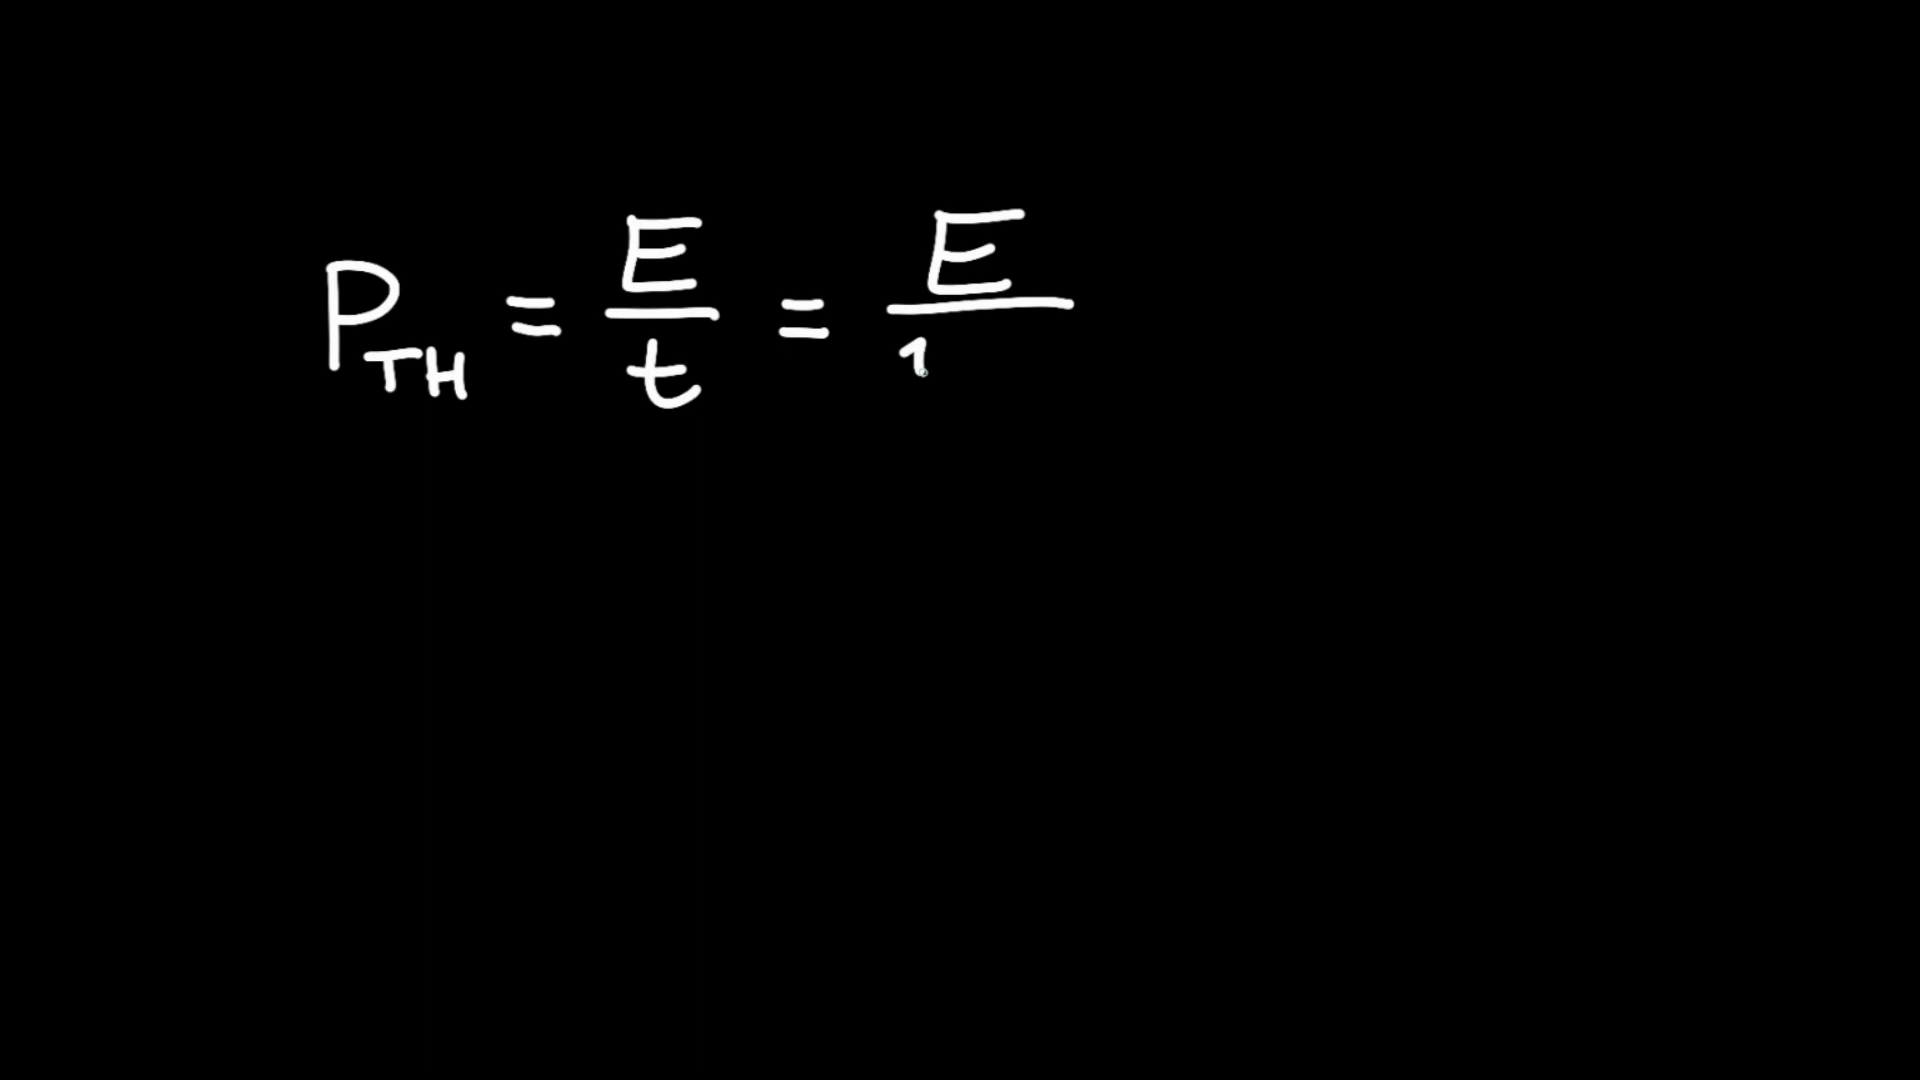 P_TH = E/t = E/1